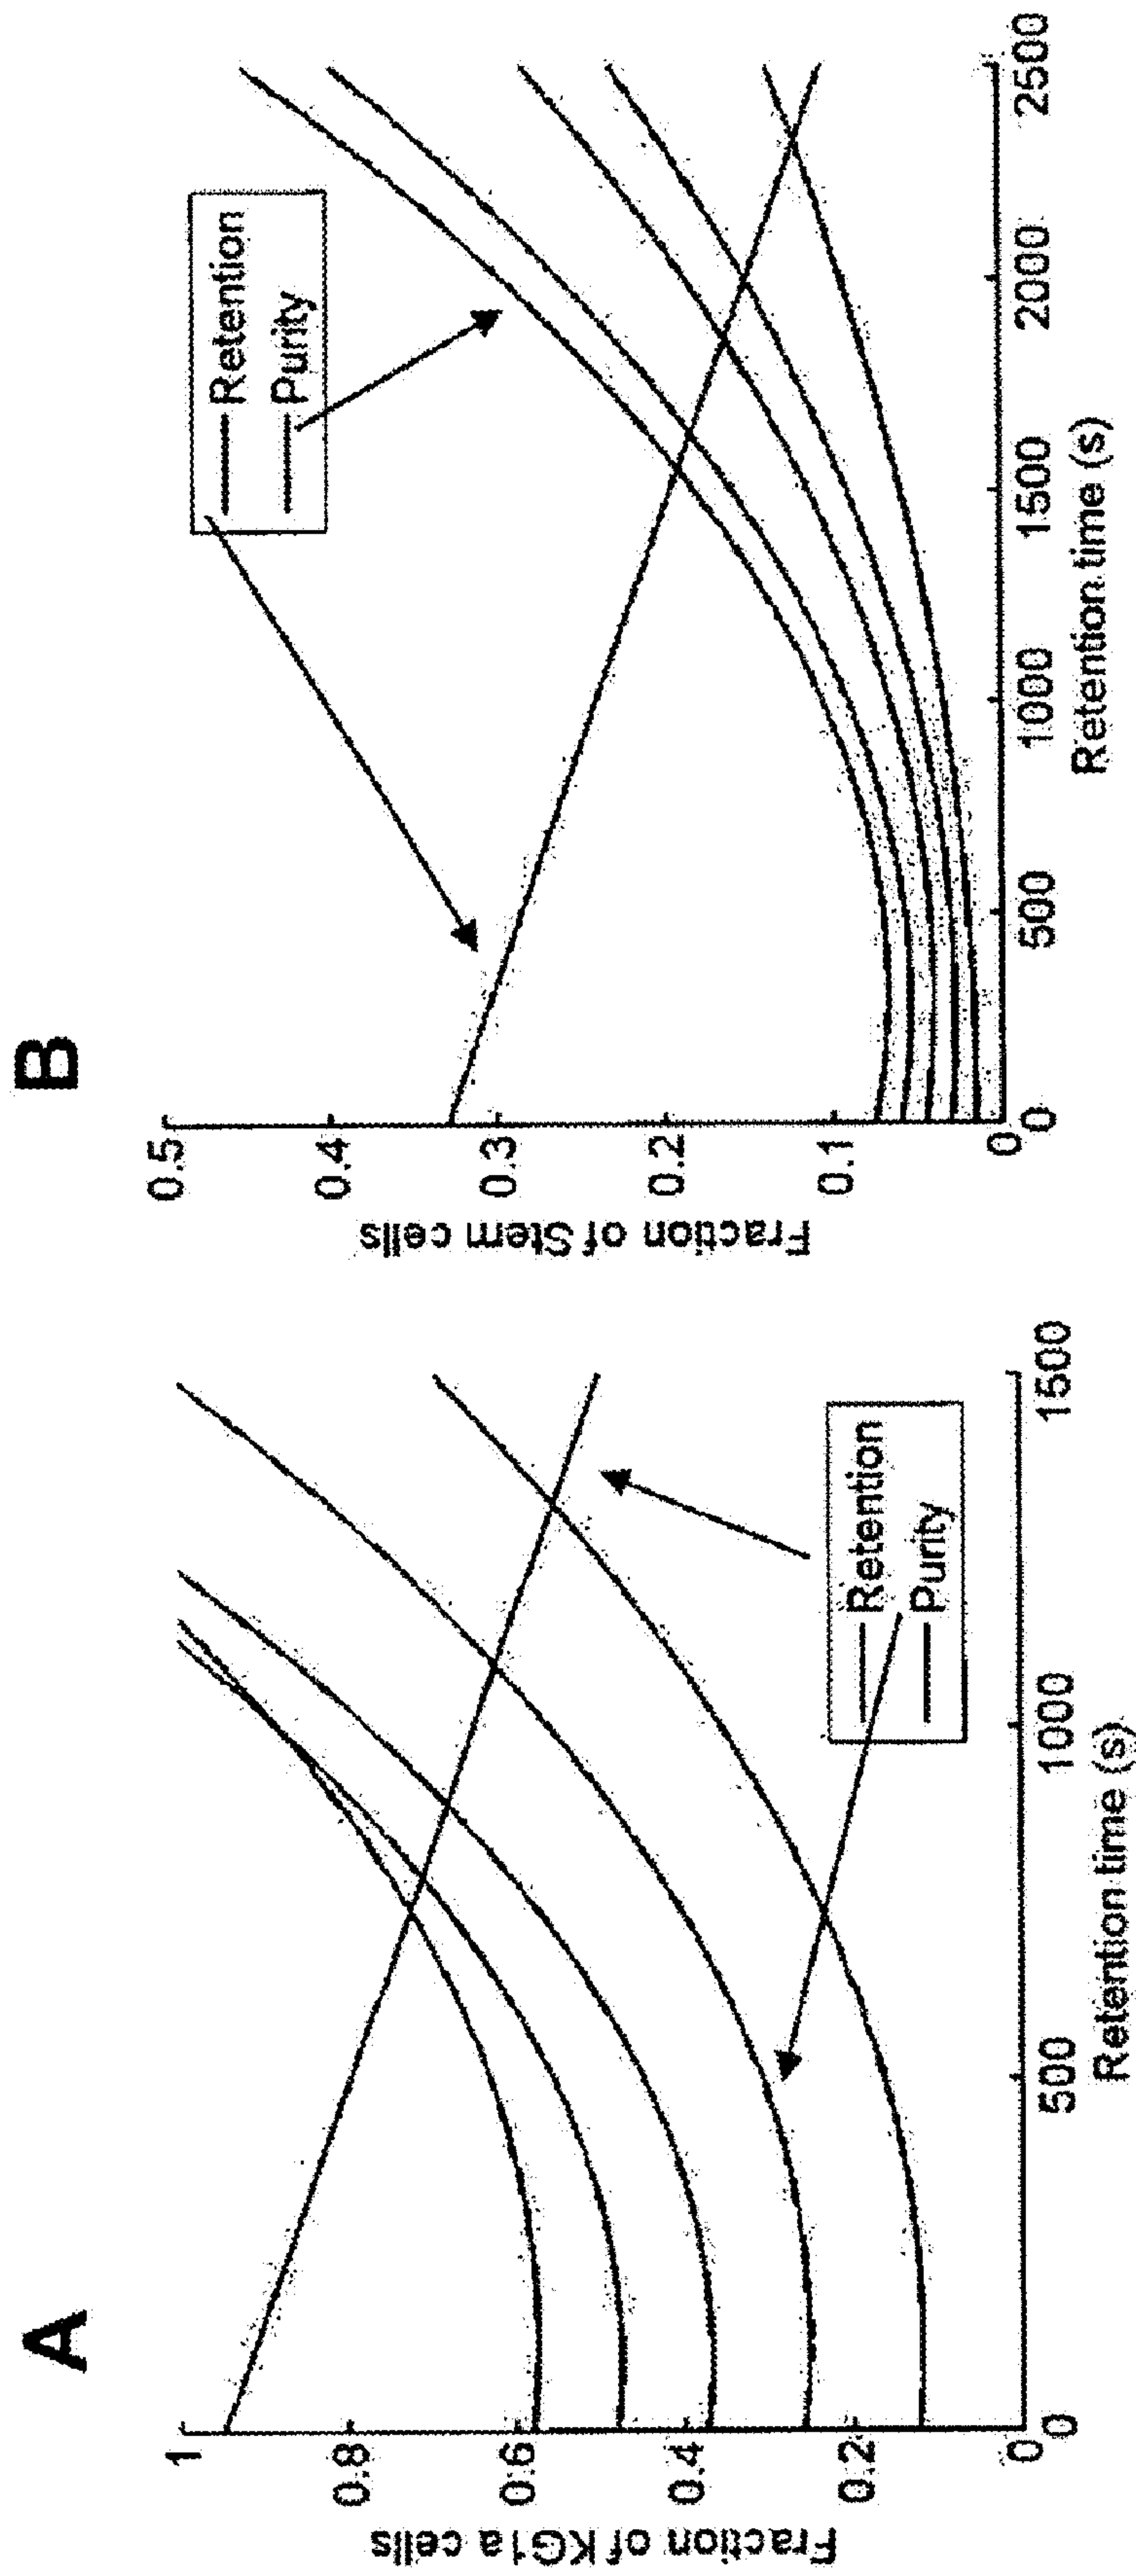 A
1
0.8
0.6
0.4
0.2
0
Fraction of KG1a cells
0
500
1000
1500
Retention time (s)
Retention
Purity
B
0.5
0.4
0.3
0.2
0.1
0
Fraction of Stem cells
0
500
1000
1500
2000
2500
Retention time (s)
Retention
Purity